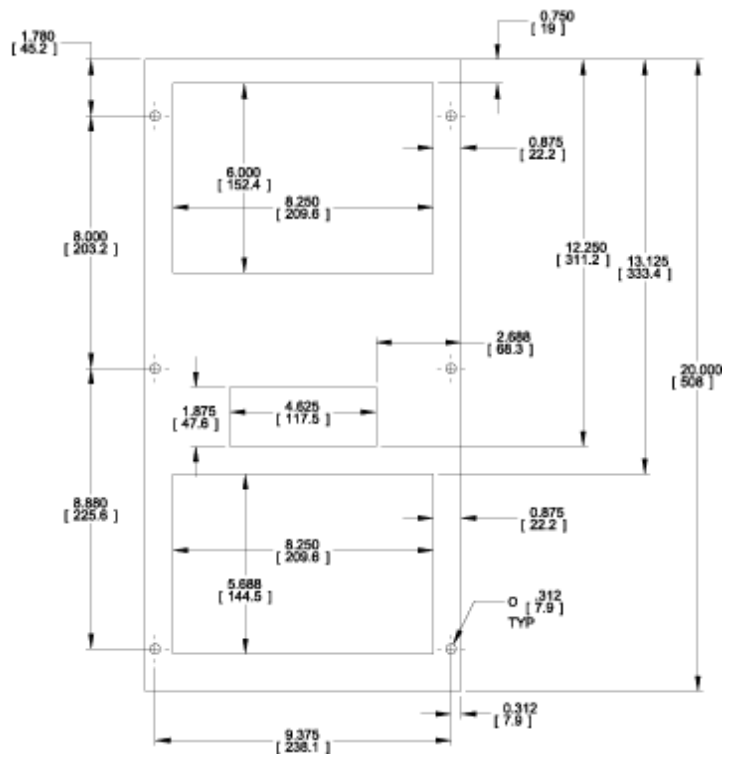 0.750
[ 19 ]
1.780
[ 45.2 ]
0.875
[ 22.2 ]
6.000
[ 152.4 ]
8.250
[ 209.6 ]
8.000
[ 203.2 ]
12.250
[ 311.2 ]
13.125
[ 333.4 ]
2.688
[ 68.3 ]
20.000
[ 508 ]
1.875
[ 47.6 ]
4.625
[ 117.5 ]
8.880
[ 225.6 ]
0.875
[ 22.2 ]
8.250
[ 209.6 ]
5.688
[ 144.5 ]
O .312
[ 7.9 ]
TYP
0.312
[ 7.9 ]
9.375
[ 238.1 ]